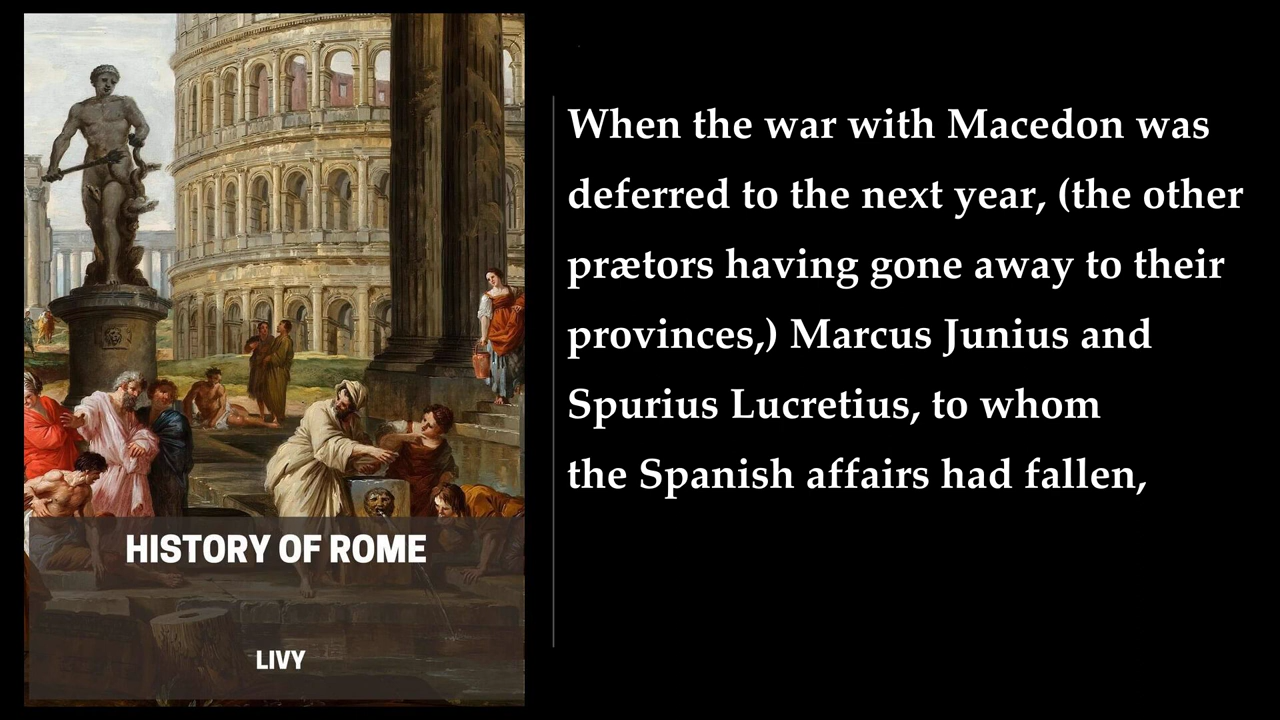 When the war with Macedon was
deferred to the next year, (the other
prætors having gone away to their
provinces,) Marcus Junius and
Spurius Lucretius, to whom
the Spanish affairs had fallen,
HISTORY OF ROME
LIVY